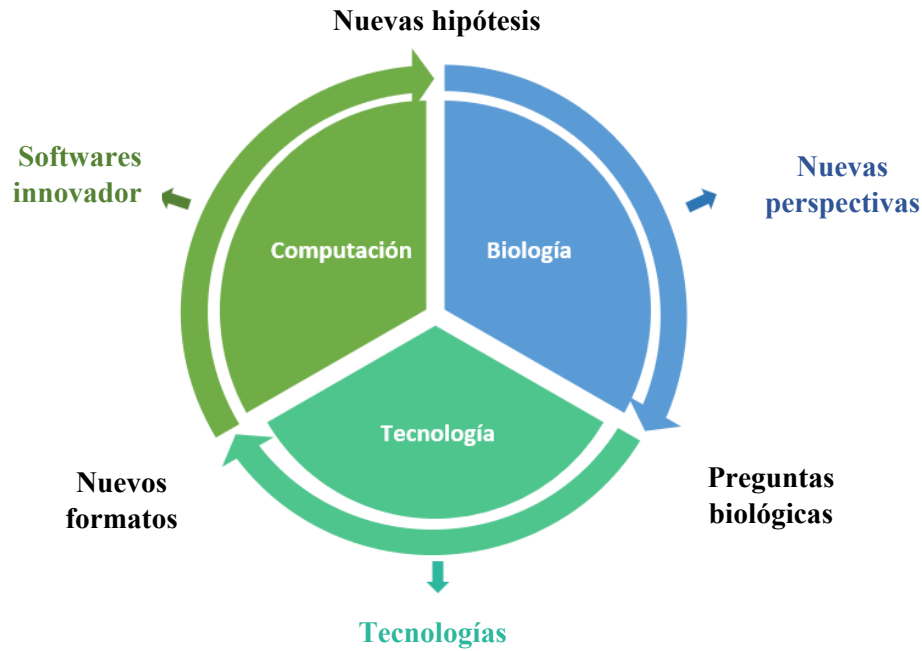 Nuevas hipótesis
Softwares
innovador
Nuevas
perspectivas
Computación
Biología
Tecnología
Nuevos
formatos
Preguntas
biológicas
Tecnologías